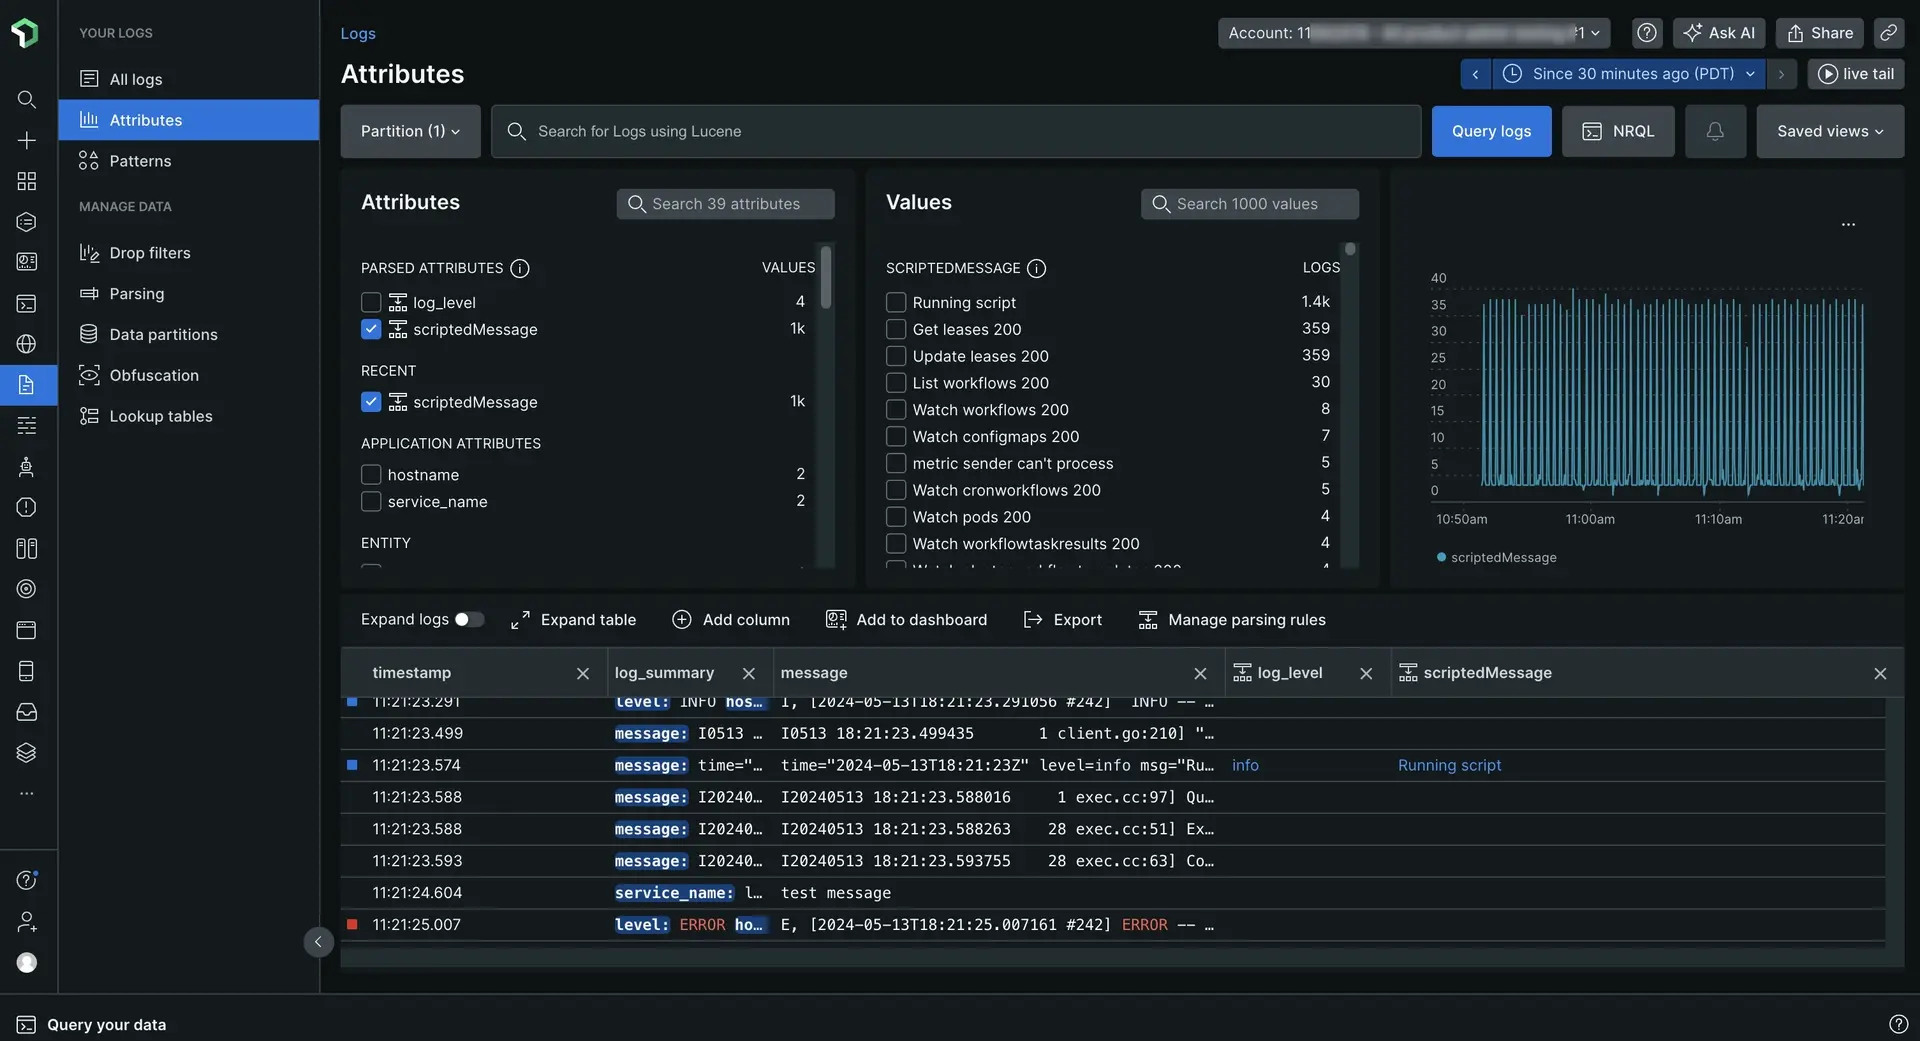 YOUR LOGS
All logs
Attributes
Patterns
MANAGE DATA
Drop filters
Parsing
Data partitions
Obfuscation
Lookup tables
Logs
Attributes
Account: 11
#1
Ask AI
Share
Since 30 minutes ago (PDT)
live tail
Partition (1)
Search for Logs using Lucene
Query logs
NRQL
Saved views
Attributes
Search 39 attributes
PARSED ATTRIBUTES VALUES
log_level 4
scriptedMessage 1k
RECENT
scriptedMessage 1k
APPLICATION ATTRIBUTES
hostname 2
service_name 2
ENTITY
Values
Search 1000 values
SCRIPTEDMESSAGE LOGS
Running script 1.4k
Get leases 200 359
Update leases 200 359
List workflows 200 30
Watch workflows 200 8
Watch configmaps 200 7
metric sender can't process 5
Watch cronworkflows 200 5
Watch pods 200 4
Watch workflowtaskresults 200 4
...
40
35
30
25
20
15
10
5
0
10:50am 11:00am 11:10am 11:20ar
scriptedMessage
Expand logs
Expand table
Add column
Add to dashboard
Export
Manage parsing rules
timestamp log_summary message log_level scriptedMessage
11:21:23.291 level: INFO hos… I, [2024-05-13T18:21:23.291056 #242]  INFO -- …
11:21:23.499 message: I0513 … I0513 18:21:23.499435       1 client.go:210] "…
11:21:23.574 message: time="… time="2024-05-13T18:21:23Z" level=info msg="Ru… info Running script
11:21:23.588 message: I20240… I20240513 18:21:23.588016     1 exec.cc:97] Qu…
11:21:23.588 message: I20240… I20240513 18:21:23.588263    28 exec.cc:51] Ex…
11:21:23.593 message: I20240… I20240513 18:21:23.593755    28 exec.cc:63] Co…
11:21:24.604 service_name: l… test message
11:21:25.007 level: ERROR ho… E, [2024-05-13T18:21:25.007161 #242] ERROR -- …
Query your data